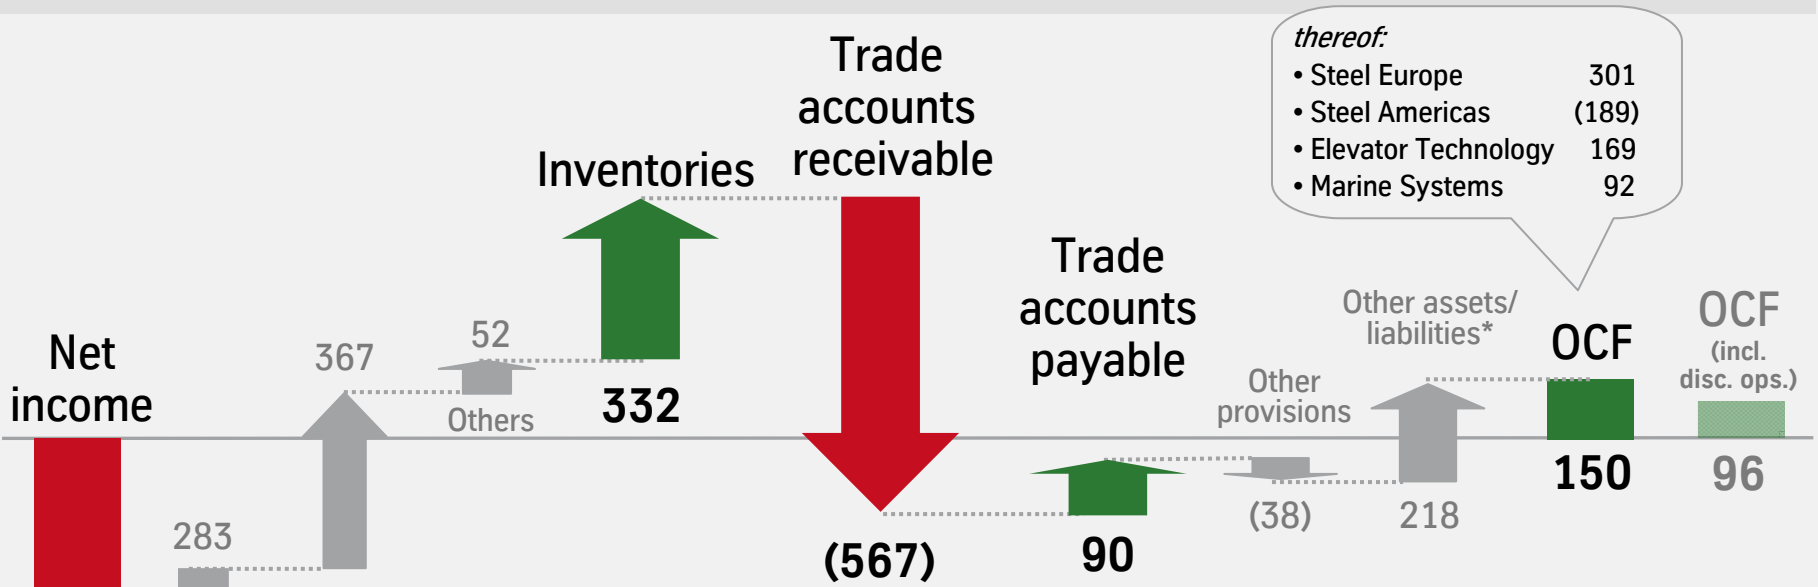 Net
income
283
367
52
Others
Inventories
332
Trade
accounts
receivable
(567)
Trade
accounts
payable
90
Other
provisions
(38)
Other assets/
liabilities*
218
thereof:
• Steel Europe 301
• Steel Americas (189)
• Elevator Technology 169
• Marine Systems 92
OCF
150
OCF
(incl.
disc. ops.)
96